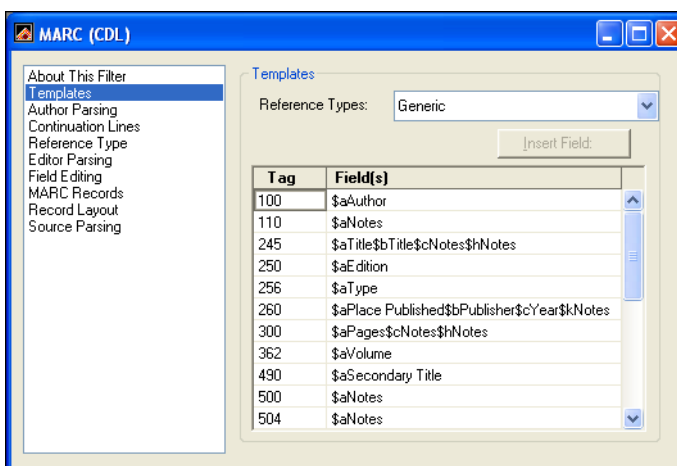 MARC (CDL)
About This Filter
Templates
Author Parsing
Continuation Lines
Reference Type
Editor Parsing
Field Editing
MARC Records
Record Layout
Source Parsing
Templates
Reference Types: Generic
Insert Field:
Tag Field(s)
100 $aAuthor
110 $aNotes
245 $aTitle$bTitle$cNotes$hNotes
250 $aEdition
256 $aType
260 $aPlace Published$bPublisher$cYear$kNotes
300 $aPages$cNotes$hNotes
362 $aVolume
490 $aSecondary Title
500 $aNotes
504 $aNotes